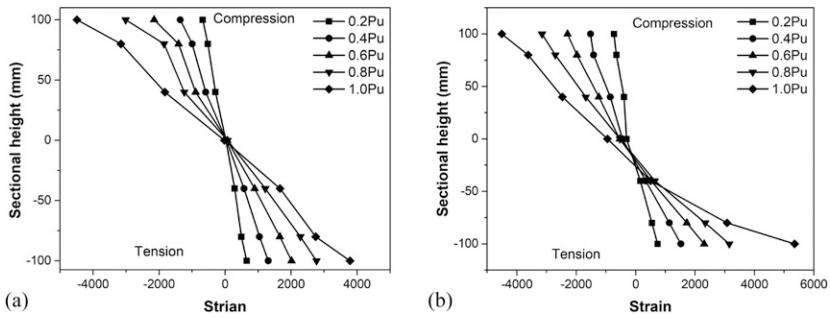 100
50
0
-50
-100
Sectional height (mm)
Compression
Tension
0.2Pu
0.4Pu
0.6Pu
0.8Pu
1.0Pu
-4000 -2000 0 2000 4000
Strian
(a)
100
50
0
-50
-100
Sectional height (mm)
Compression
Tension
0.2Pu
0.4Pu
0.6Pu
0.8Pu
1.0Pu
-4000 -2000 0 2000 4000 6000
Strain
(b)